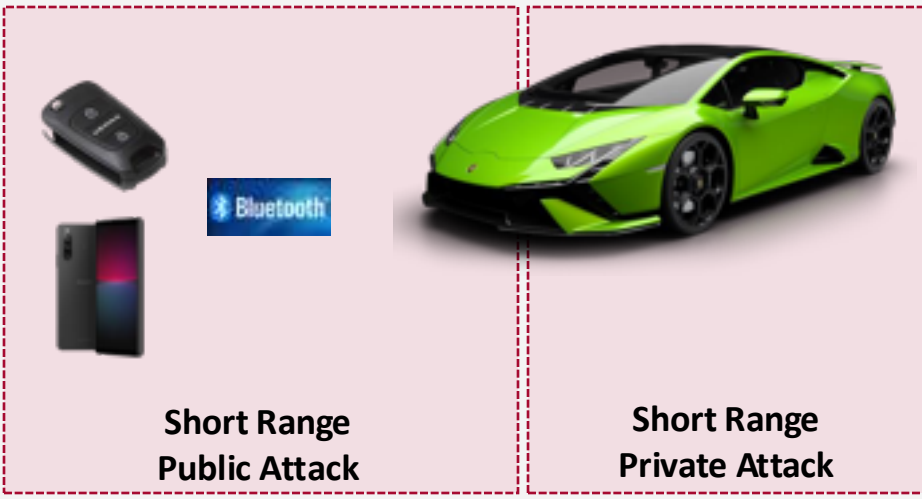 Bluetooth
Short Range
Public Attack
Short Range
Private Attack